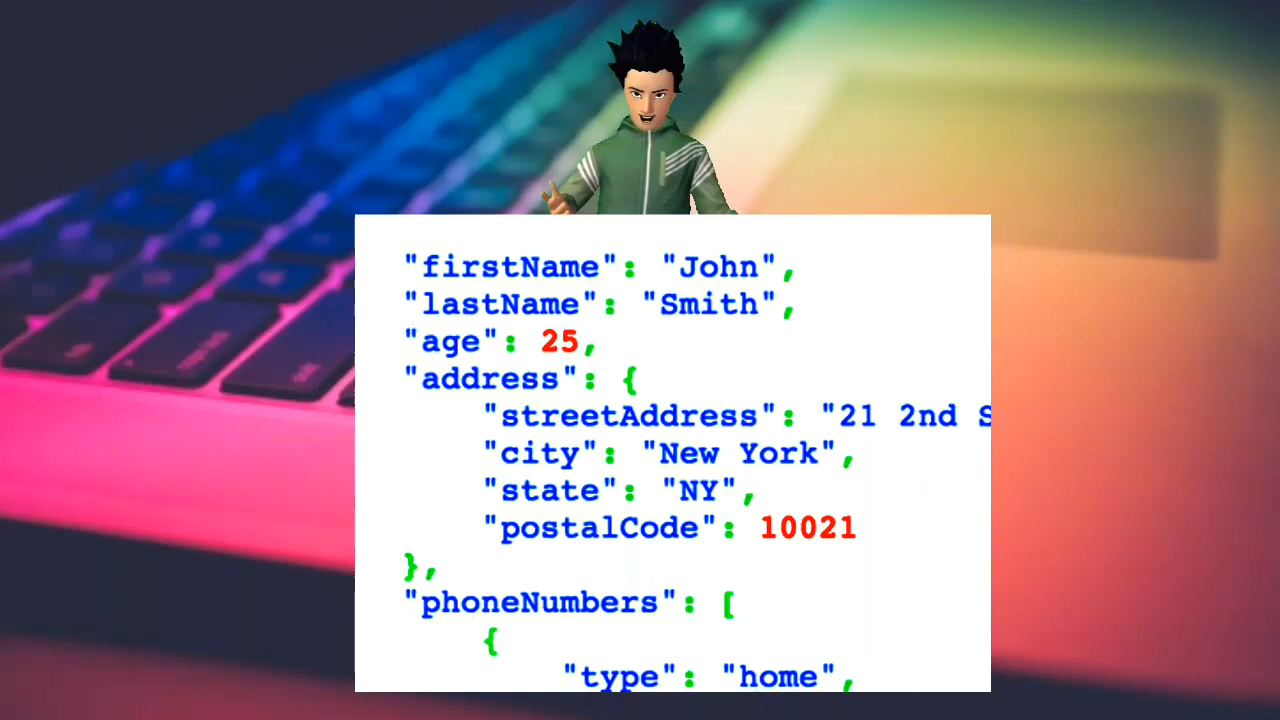 "firstName": "John",
"lastName": "Smith",
"age": 25,
"address": {
"streetAddress": "21 2nd S
"city": "New York",
"state": "NY",
"postalCode": 10021
},
"phoneNumbers": [
{
"type": "home",